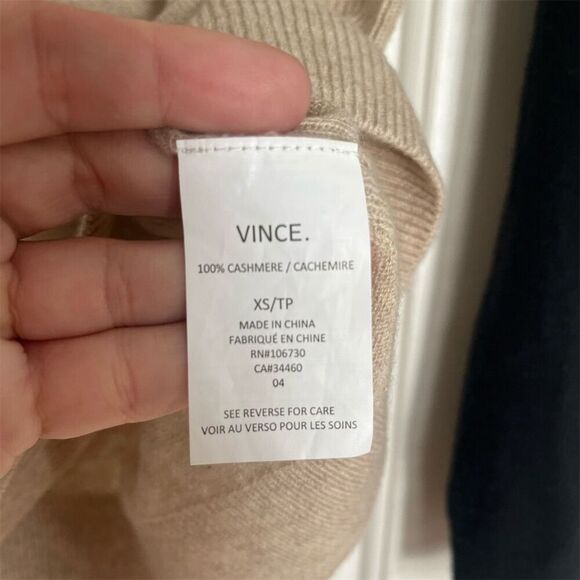 VINCE.
100% CASHMERE / CACHEMIRE
XS/TP
MADE IN CHINA
FABRIQUÉ EN CHINE
RN#106730
CA#34460
04
SEE REVERSE FOR CARE
VOIR AU VERSO POUR LES SOINS